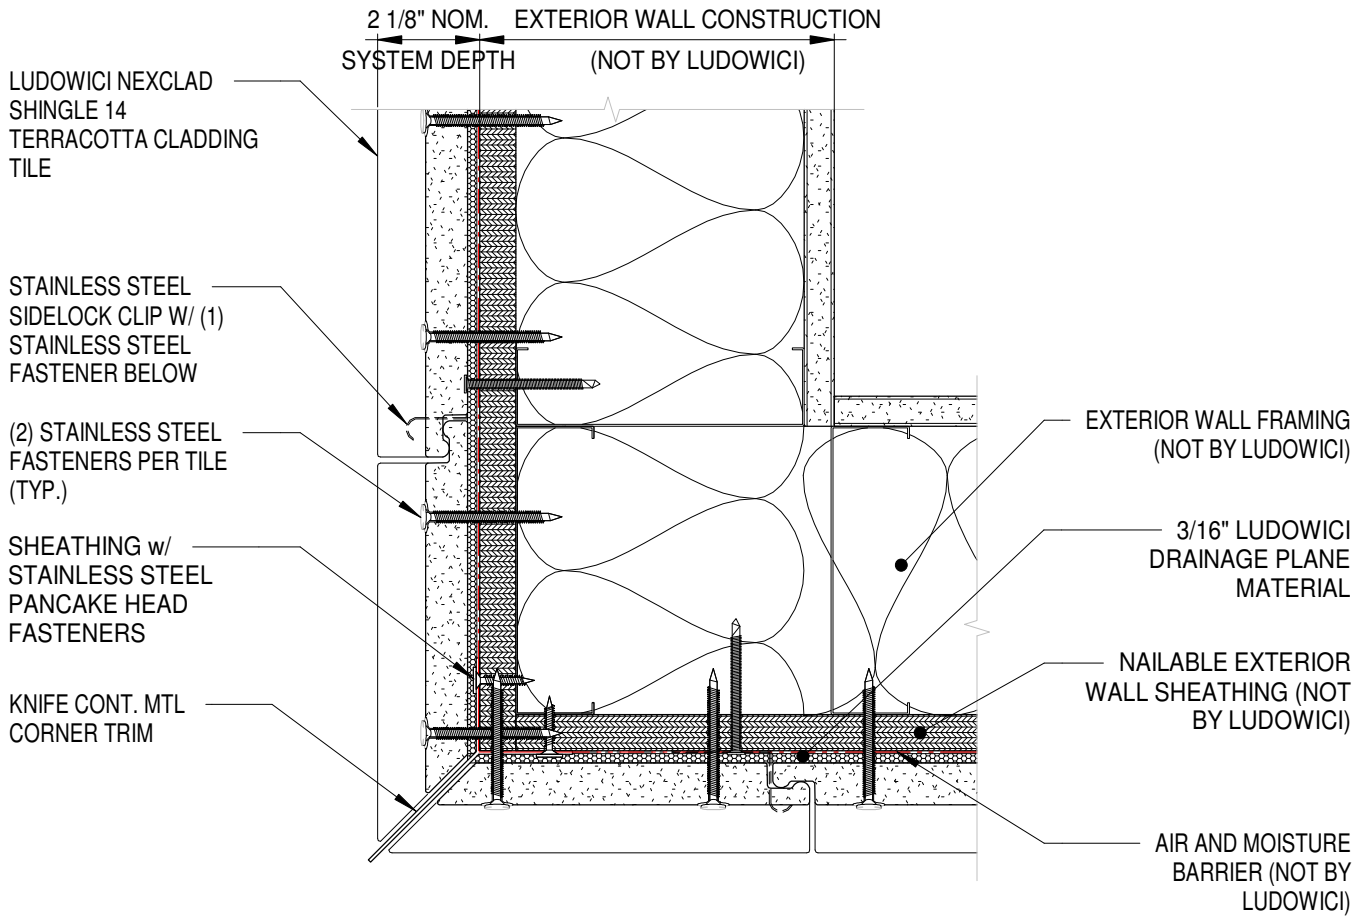 2 1/8" NOM.
SYSTEM DEPTH
EXTERIOR WALL CONSTRUCTION
(NOT BY LUDOWICI)
LUDOWICI NEXCLAD
SHINGLE 14
TERRACOTTA CLADDING
TILE
STAINLESS STEEL
SIDELOCK CLIP W/ (1)
STAINLESS STEEL
FASTENER BELOW
(2) STAINLESS STEEL
FASTENERS PER TILE
(TYP.)
SHEATHING w/
STAINLESS STEEL
PANCAKE HEAD
FASTENERS
KNIFE CONT. MTL
CORNER TRIM
EXTERIOR WALL FRAMING
(NOT BY LUDOWICI)
3/16" LUDOWICI
DRAINAGE PLANE
MATERIAL
NAILABLE EXTERIOR
WALL SHEATHING (NOT
BY LUDOWICI)
AIR AND MOISTURE
BARRIER (NOT BY
LUDOWICI)